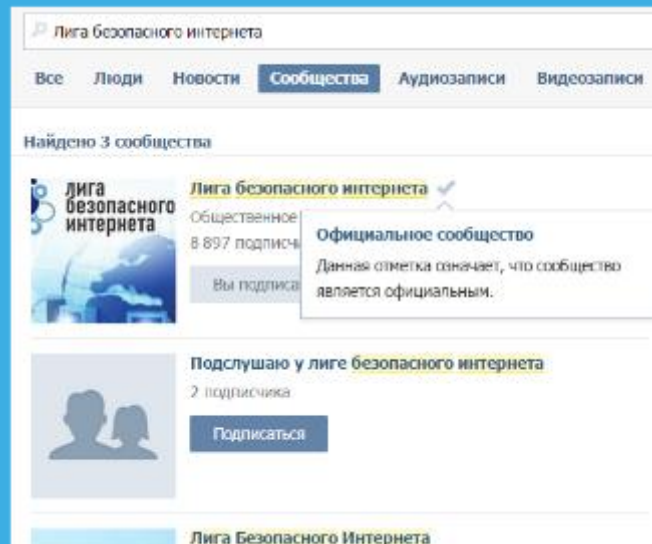 Лига безопасного интернета
Все Люди Новости Сообщества Аудиозаписи Видеозаписи
Найдено 3 сообщества
лига
безопасного
интернета
Лига безопасного интернета
Общественное
8 897 подписч
Вы подписа
Официальное сообщество
Данная отметка означает, что сообщество
является официальным.
Подслушаю у лиге безопасного интернета
2 подписчика
Подписаться
Лига Безопасного Интернета